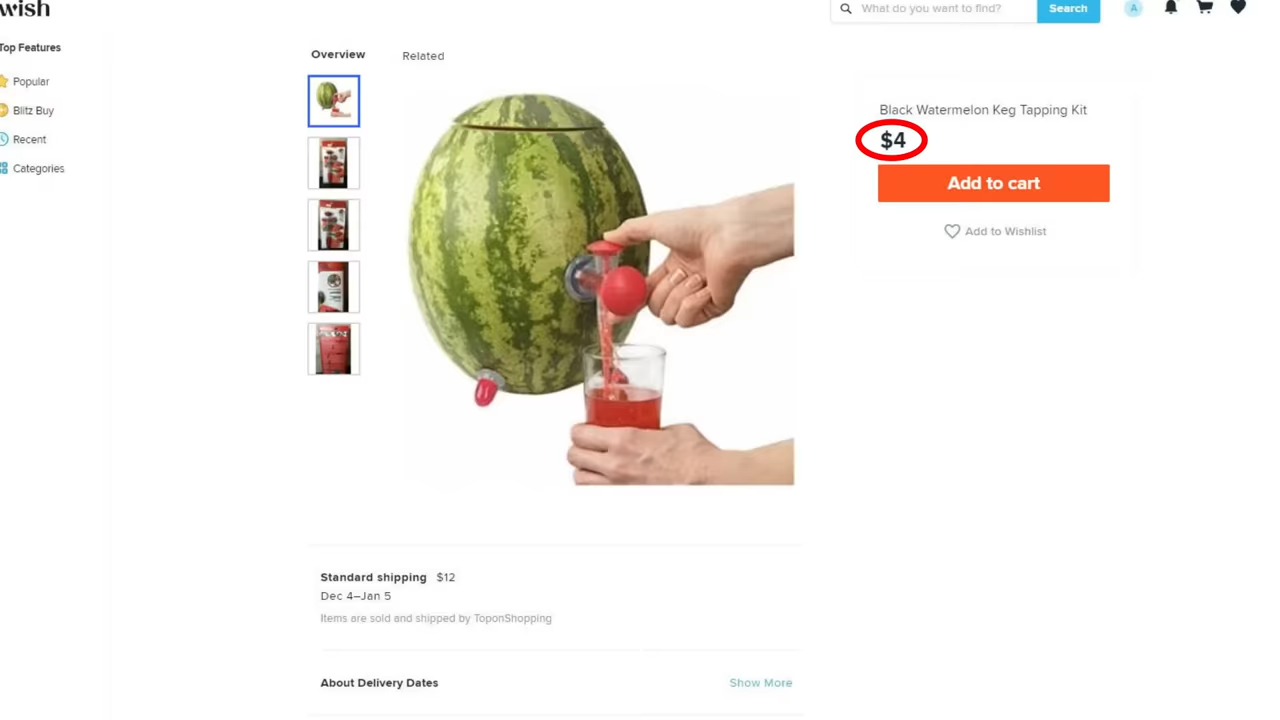 wish
What do you want to find?
Search
A
Top Features
Popular
Blitz Buy
Recent
Categories
Overview
Related
Black Watermelon Keg Tapping Kit
$4
Add to cart
Add to Wishlist
Standard shipping $12
Dec 4–Jan 5
Items are sold and shipped by ToponShopping
About Delivery Dates
Show More